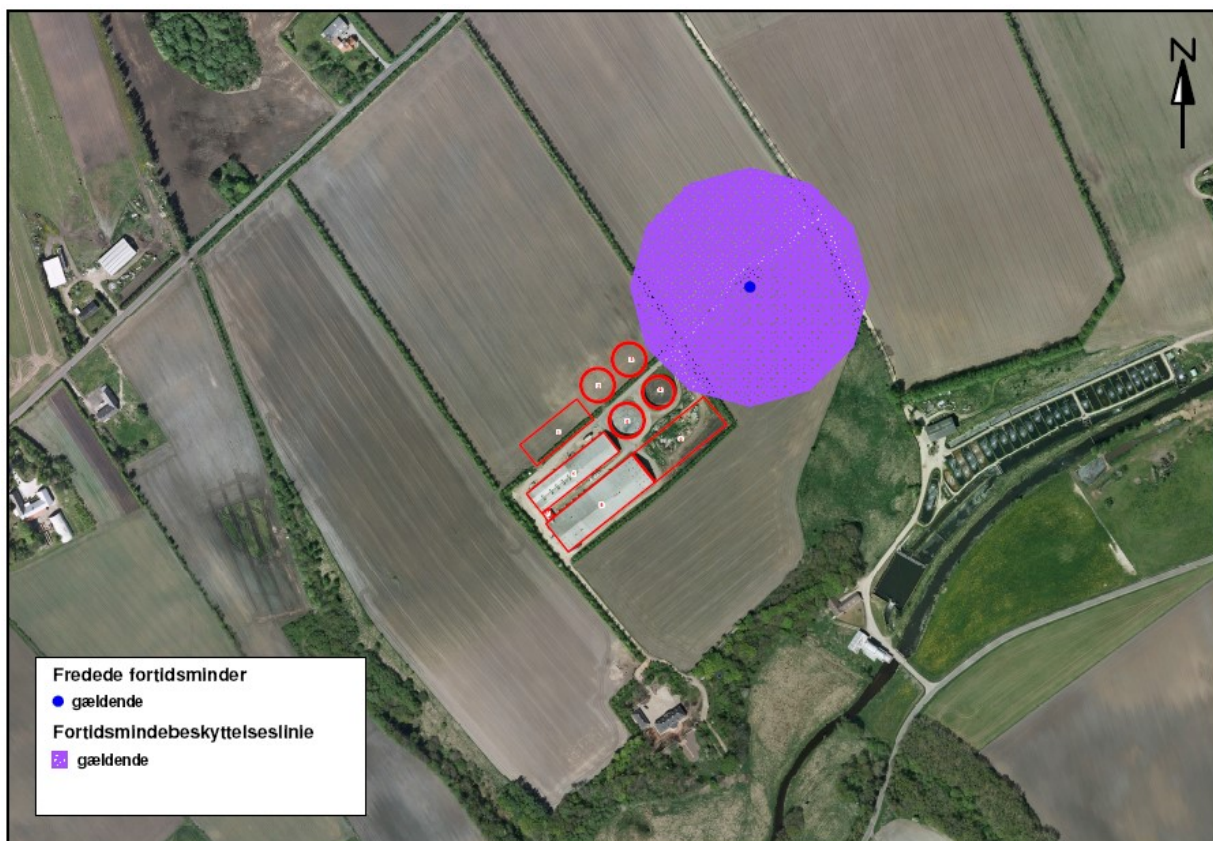 N
Fredede fortidsminder
gældende
Fortidsmindebeskyttelseslinie
gældende